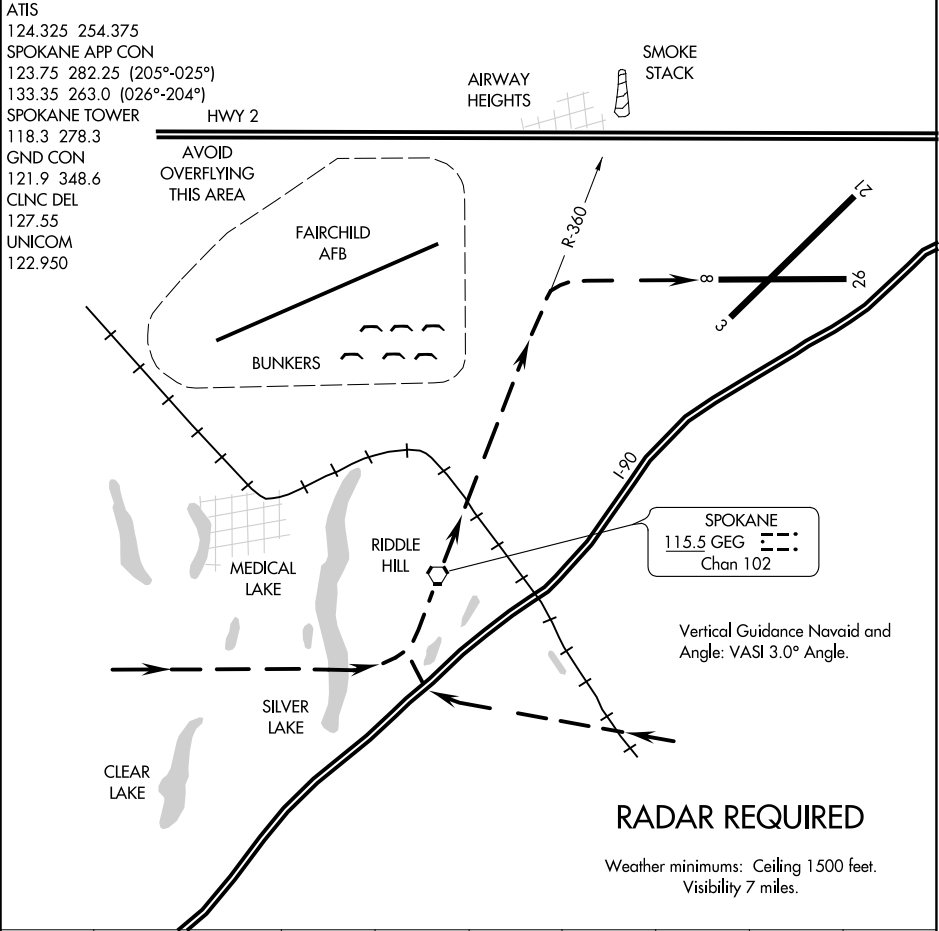 ATIS
124.325 254.375
SPOKANE APP CON
123.75 282.25 (205°-025°)
133.35 263.0 (026°-204°)
SPOKANE TOWER
118.3 278.3
GND CON
121.9 348.6
CLNC DEL
127.55
UNICOM
122.950
HWY 2
AIRWAY
HEIGHTS
SMOKE
STACK
AVOID
OVERFLYING
THIS AREA
FAIRCHILD
AFB
BUNKERS
R-360
21
8
26
3
I-90
SPOKANE
115.5 GEG
Chan 102
RIDDLE
HILL
MEDICAL
LAKE
Vertical Guidance Navaid and
Angle: VASI 3.0° Angle.
SILVER
LAKE
CLEAR
LAKE
RADAR REQUIRED
Weather minimums: Ceiling 1500 feet.
Visibility 7 miles.